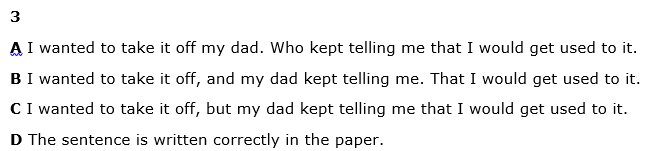 3
A I wanted to take it off my dad. Who kept telling me that I would get used to it.
B I wanted to take it off, and my dad kept telling me. That I would get used to it.
C I wanted to take it off, but my dad kept telling me that I would get used to it.
D The sentence is written correctly in the paper.